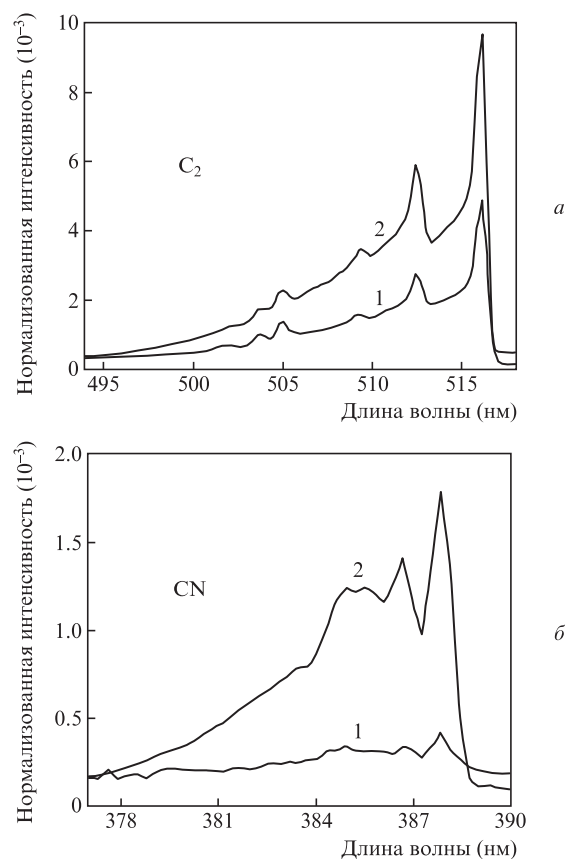 Нормализованная интенсивность (10⁻³)
10
8
6
4
2
0
C₂
2
1
495 500 505 510 515
Длина волны (нм)
а
Нормализованная интенсивность (10⁻³)
2.0
1.5
1.0
0.5
0
CN
2
1
378 381 384 387 390
Длина волны (нм)
б